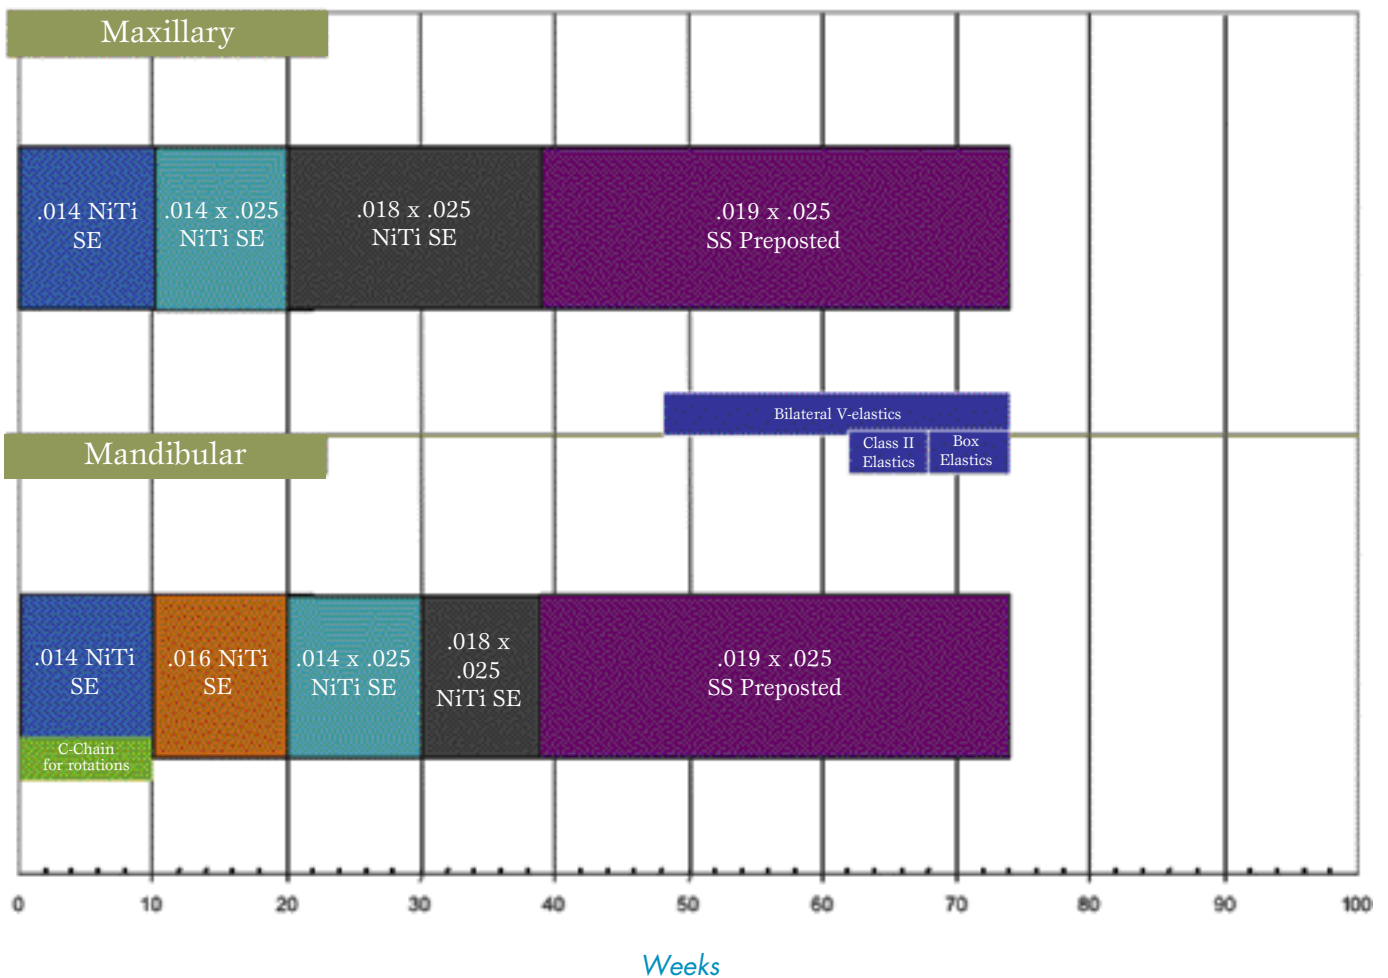 Maxillary
.014 NiTi
SE
.014 x .025
NiTi SE
.018 x .025
NiTi SE
.019 x .025
SS Preposted
Bilateral V-elastics
Class II
Elastics
Box
Elastics
Mandibular
.014 NiTi
SE
.016 NiTi
SE
.014 x .025
NiTi SE
.018 x
.025
NiTi SE
.019 x .025
SS Preposted
C-Chain
for rotations
0 10 20 30 40 50 60 70 80 90 100
Weeks